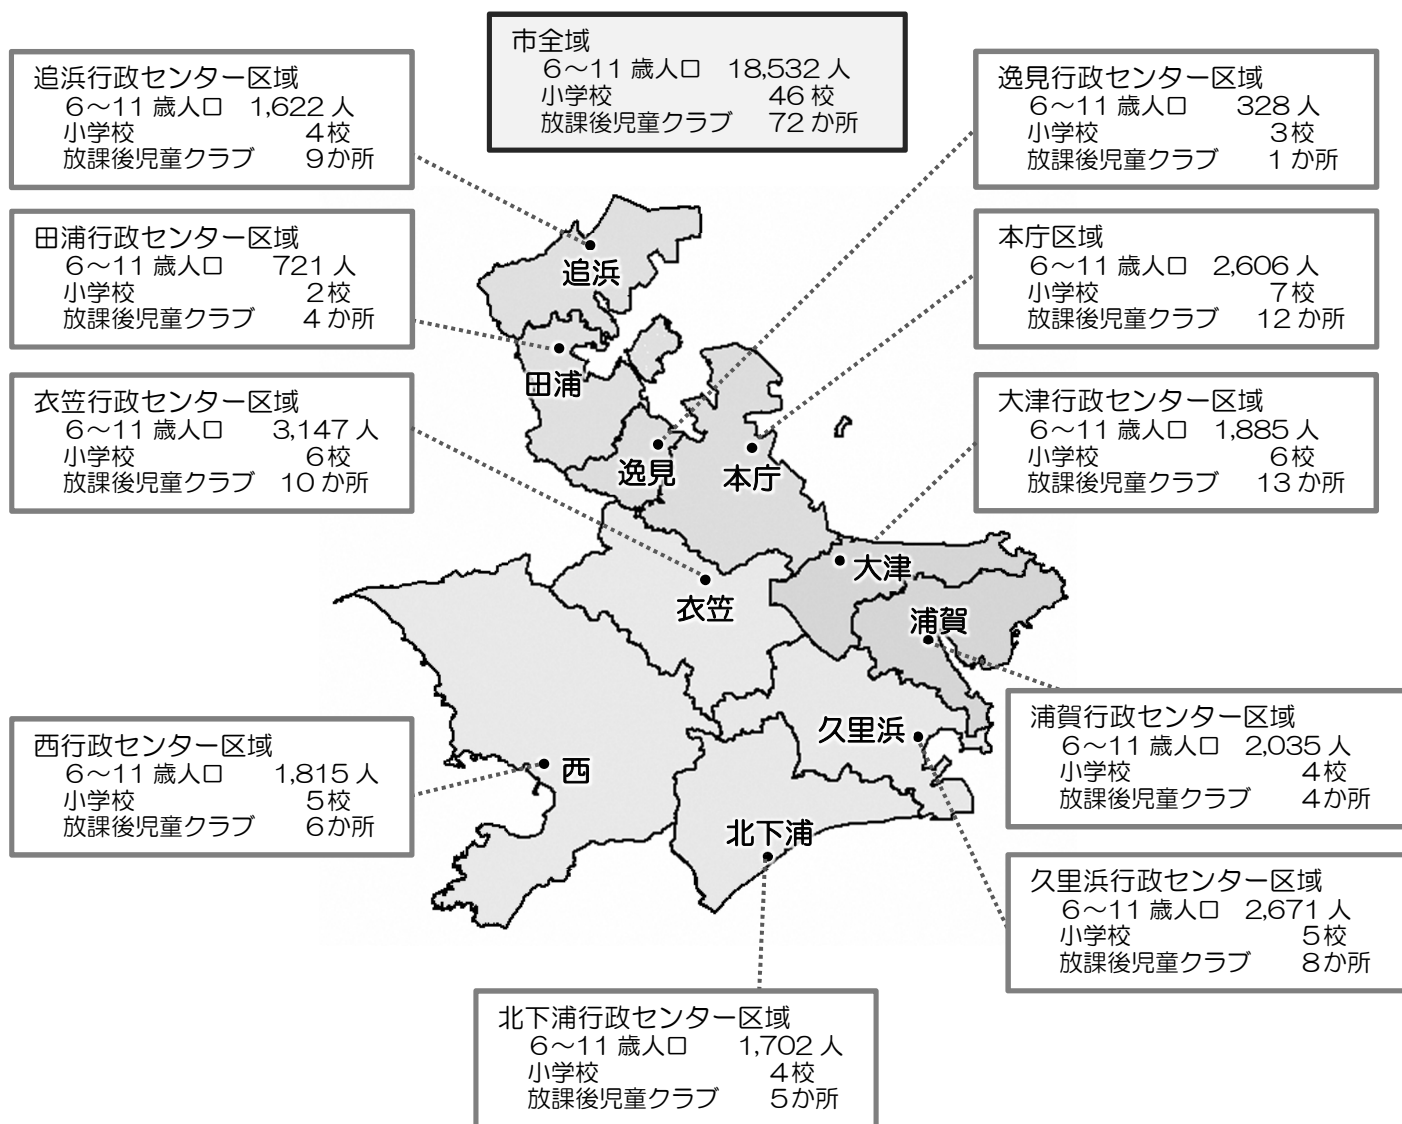 市全域
6～11 歳人口 18,532 人
小学校 46 校
放課後児童クラブ 72 か所
追浜行政センター区域
6～11 歳人口 1,622 人
小学校 4校
放課後児童クラブ 9か所
田浦行政センター区域
6～11 歳人口 721 人
小学校 2校
放課後児童クラブ 4か所
衣笠行政センター区域
6～11 歳人口 3,147 人
小学校 6校
放課後児童クラブ 10か所
西行政センター区域
6～11 歳人口 1,815 人
小学校 5校
放課後児童クラブ 6か所
逸見行政センター区域
6～11 歳人口 328 人
小学校 3校
放課後児童クラブ 1か所
本庁区域
6～11 歳人口 2,606 人
小学校 7校
放課後児童クラブ 12か所
大津行政センター区域
6～11 歳人口 1,885 人
小学校 6校
放課後児童クラブ 13か所
浦賀行政センター区域
6～11 歳人口 2,035 人
小学校 4校
放課後児童クラブ 4か所
久里浜行政センター区域
6～11 歳人口 2,671 人
小学校 5校
放課後児童クラブ 8か所
北下浦行政センター区域
6～11 歳人口 1,702 人
小学校 4校
放課後児童クラブ 5か所
追浜
田浦
逸見
本庁
大津
衣笠
浦賀
久里浜
西
北下浦